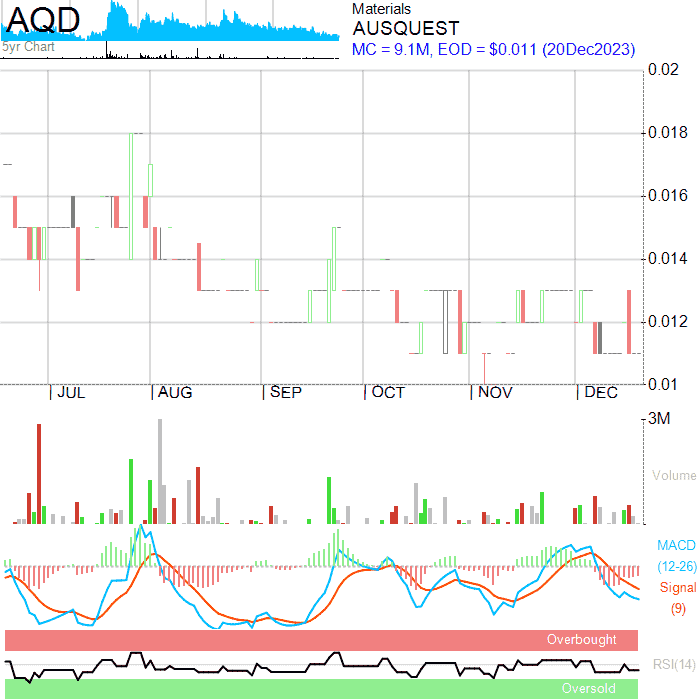 AQD
5yr Chart
Materials
AUSQUEST
MC = 9.1M, EOD = $0.011 (20Dec2023)
0.02
0.018
0.016
0.014
0.012
0.01
JUL AUG SEP OCT NOV DEC
3M
Volume
MACD
(12-26)
Signal
(9)
Overbought
RSI(14)
Oversold